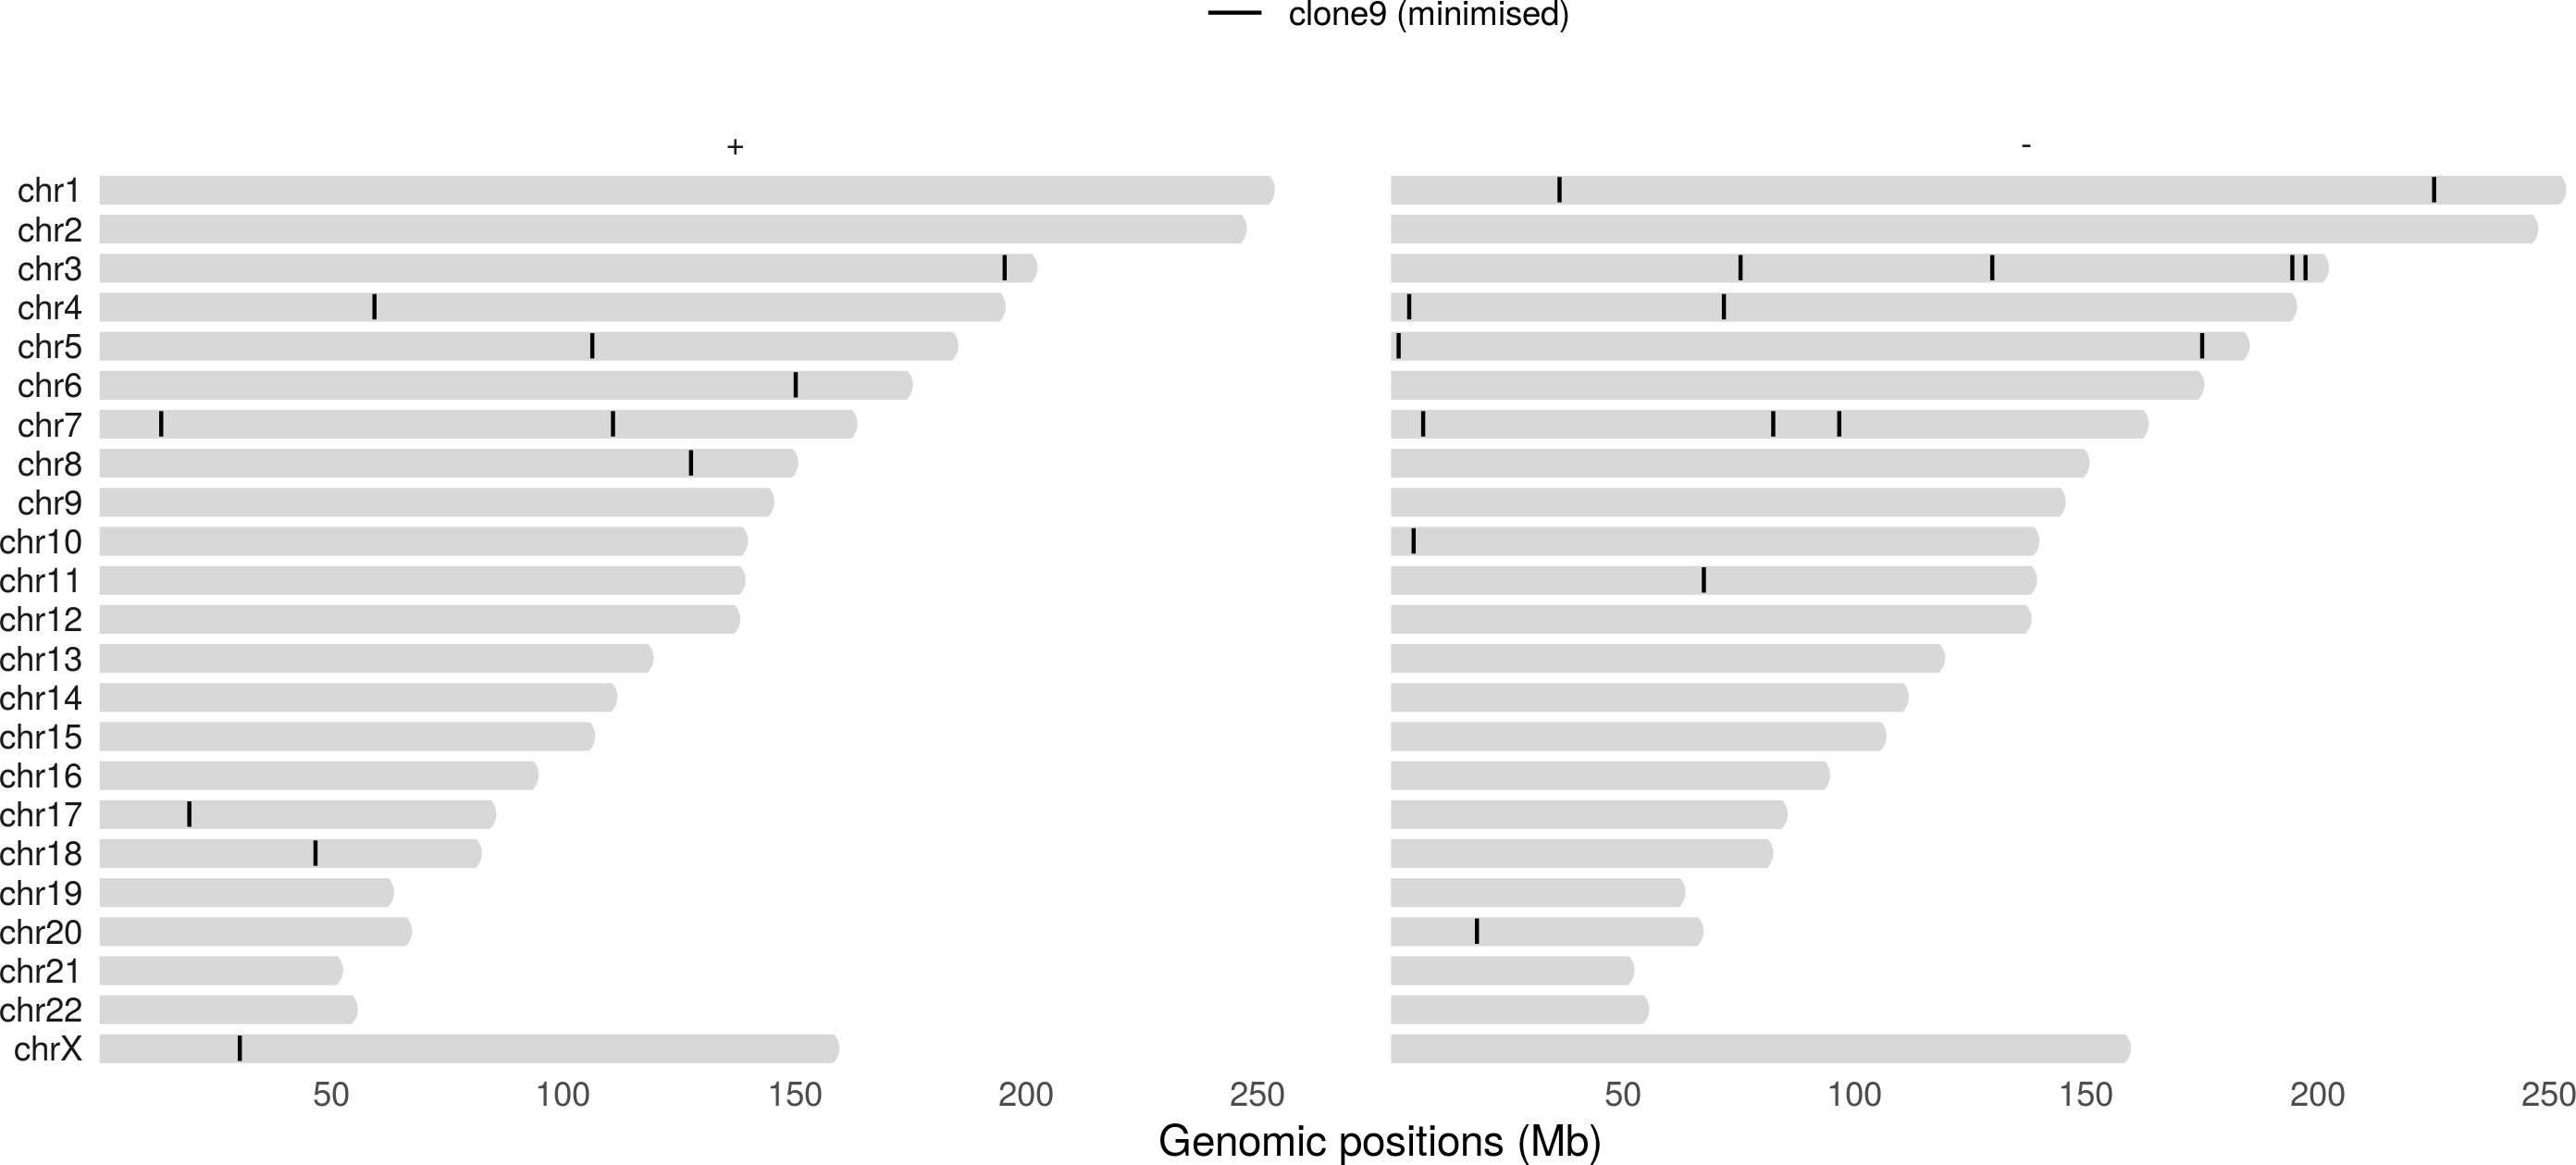 clone9 (minimised)
+ -
chr1
chr2
chr3
chr4
chr5
chr6
chr7
chr8
chr9
chr10
chr11
chr12
chr13
chr14
chr15
chr16
chr17
chr18
chr19
chr20
chr21
chr22
chrX
50 100 150 200 250 50 100 150 200 250
Genomic positions (Mb)